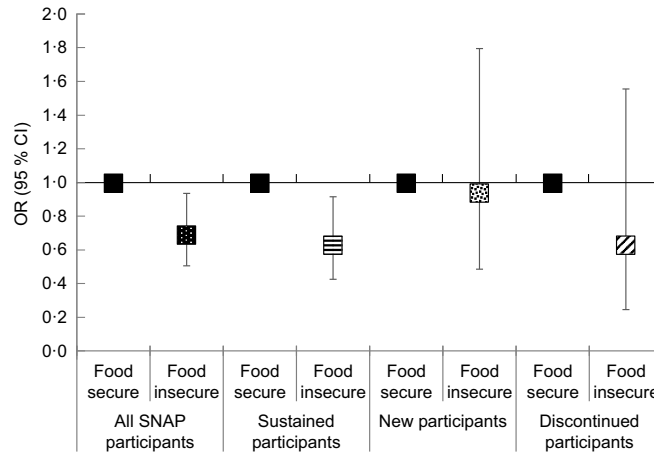 2·0
1·8
1·6
1·4
1·2
1·0
0·8
0·6
0·4
0·2
0·0
OR (95 % CI)
Food secure
Food insecure
Food secure
Food insecure
Food secure
Food insecure
Food secure
Food insecure
All SNAP participants
Sustained participants
New participants
Discontinued participants